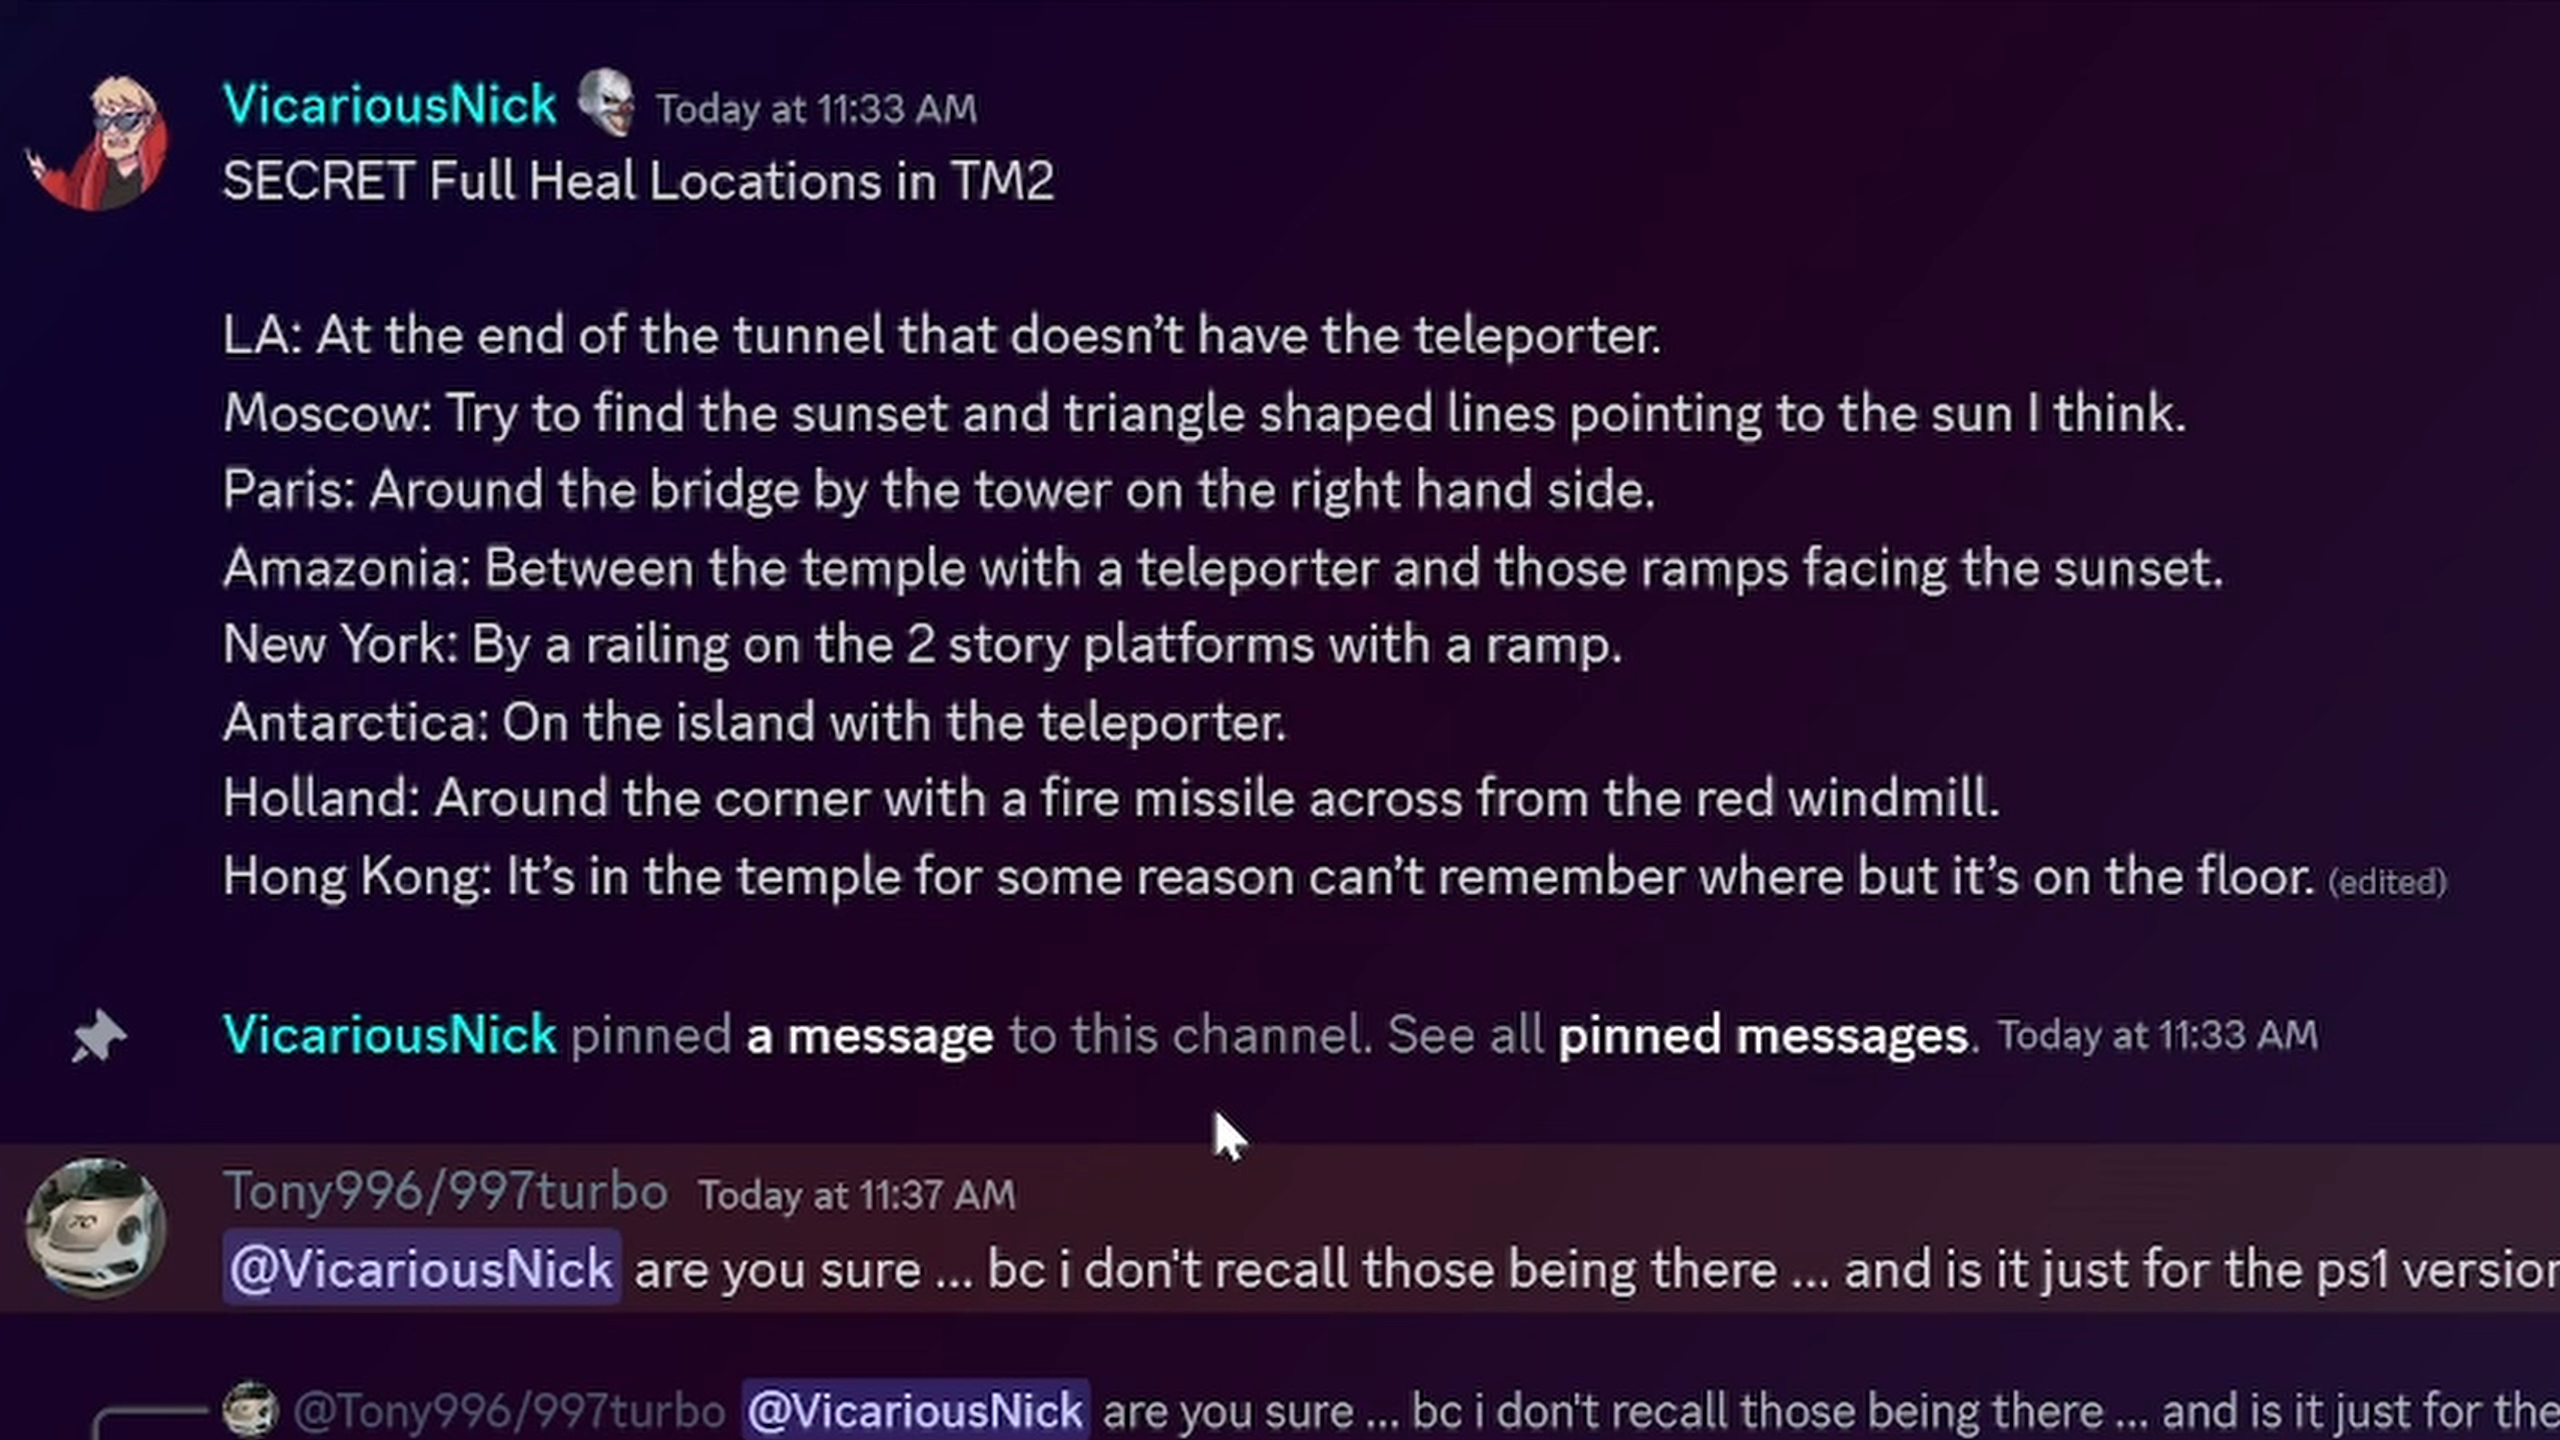 VicariousNick Today at 11:33 AM
SECRET Full Heal Locations in TM2
LA: At the end of the tunnel that doesn’t have the teleporter.
Moscow: Try to find the sunset and triangle shaped lines pointing to the sun I think.
Paris: Around the bridge by the tower on the right hand side.
Amazonia: Between the temple with a teleporter and those ramps facing the sunset.
New York: By a railing on the 2 story platforms with a ramp.
Antarctica: On the island with the teleporter.
Holland: Around the corner with a fire missile across from the red windmill.
Hong Kong: It’s in the temple for some reason can’t remember where but it’s on the floor. (edited)
VicariousNick pinned a message to this channel. See all pinned messages. Today at 11:33 AM
Tony996/997turbo Today at 11:37 AM
@VicariousNick are you sure ... bc i don't recall those being there ... and is it just for the ps1 version
@Tony996/997turbo @VicariousNick are you sure ... bc i don't recall those being there ... and is it just for the